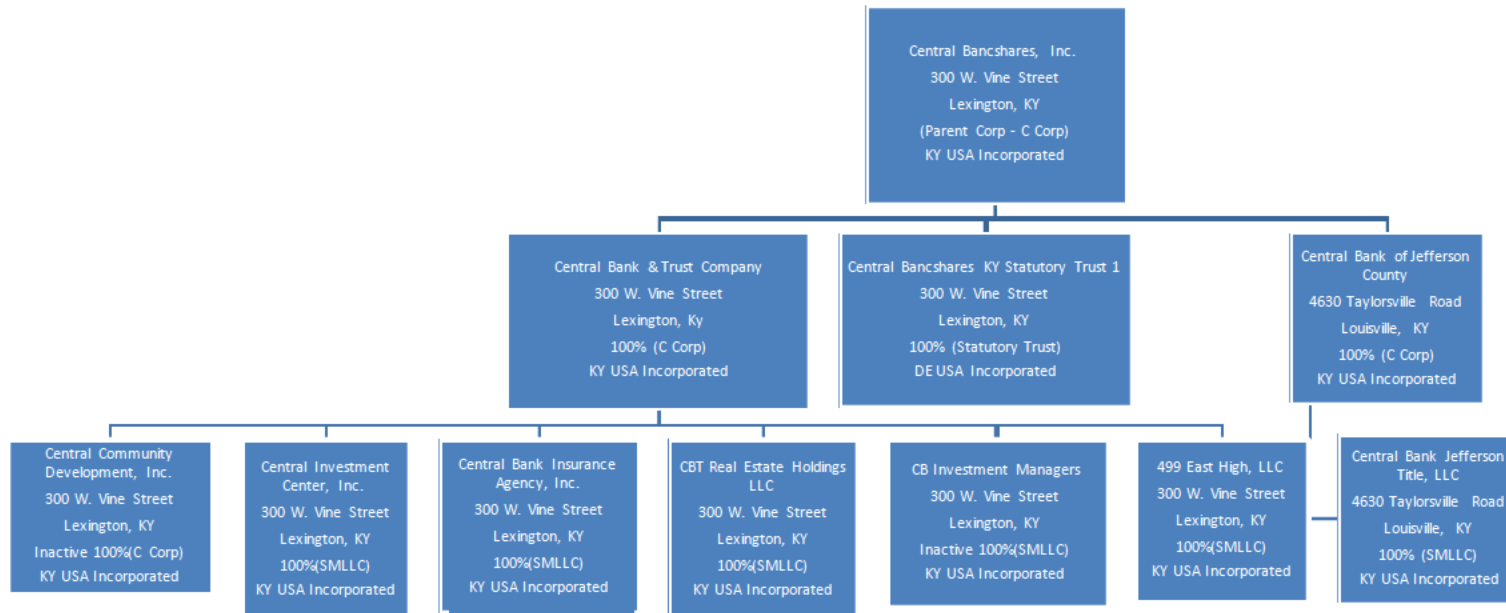 Central Bancshares, Inc.
300 W. Vine Street
Lexington, KY
(Parent Corp - C Corp)
KY USA Incorporated
Central Bank & Trust Company
300 W. Vine Street
Lexington, Ky
100% (C Corp)
KY USA Incorporated
Central Bancshares KY Statutory Trust 1
300 W. Vine Street
Lexington, KY
100% (Statutory Trust)
DE USA Incorporated
Central Bank of Jefferson
County
4630 Taylorsville Road
Louisville, KY
100% (C Corp)
KY USA Incorporated
Central Community
Development, Inc.
300 W. Vine Street
Lexington, KY
Inactive 100%(C Corp)
KY USA Incorporated
Central Investment
Center, Inc.
300 W. Vine Street
Lexington, KY
100%(SMLLC)
KY USA Incorporated
Central Bank Insurance
Agency, Inc.
300 W. Vine Street
Lexington, KY
100%(SMLLC)
KY USA Incorporated
CBT Real Estate Holdings
LLC
300 W. Vine Street
Lexington, KY
100%(SMLLC)
KY USA Incorporated
CB Investment Managers
300 W. Vine Street
Lexington, KY
Inactive 100%(SMLLC)
KY USA Incorporated
499 East High, LLC
300 W. Vine Street
Lexington, KY
100%(SMLLC)
KY USA Incorporated
Central Bank Jefferson
Title, LLC
4630 Taylorsville Road
Louisville, KY
100% (SMLLC)
KY USA Incorporated